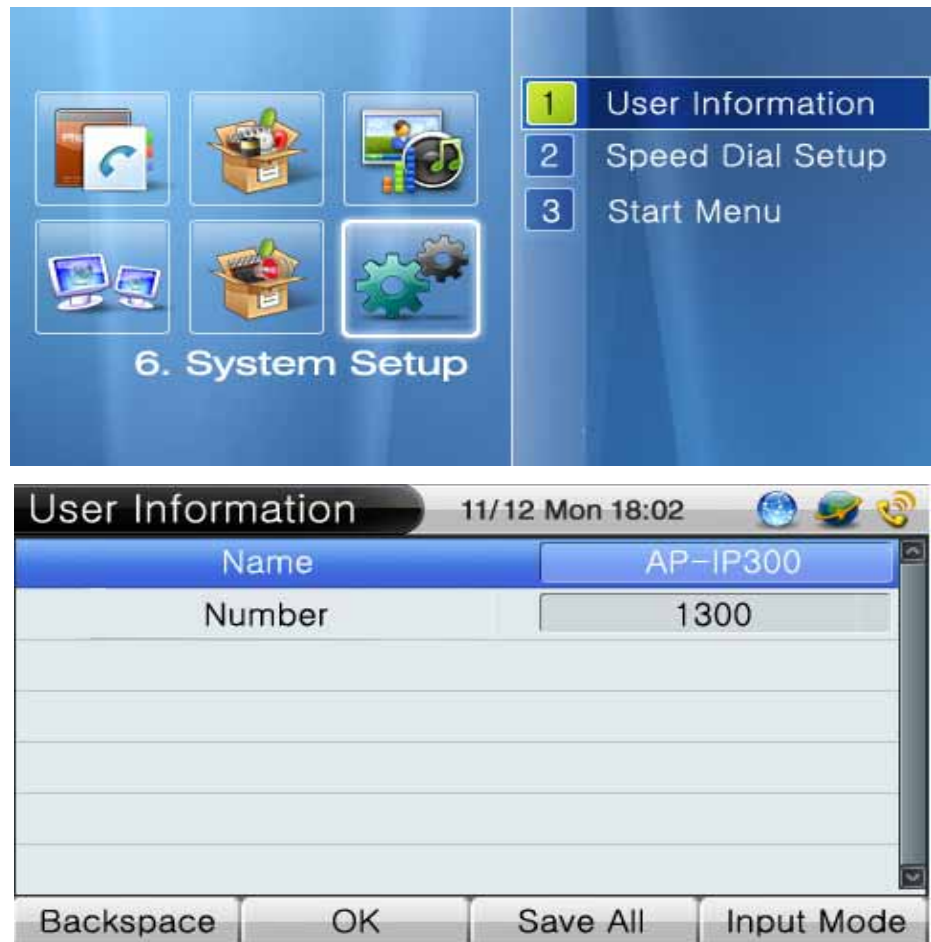 1 User Information
2 Speed Dial Setup
3 Start Menu
6. System Setup
User Information 11/12 Mon 18:02
Name AP-IP300
Number 1300
Backspace OK Save All Input Mode